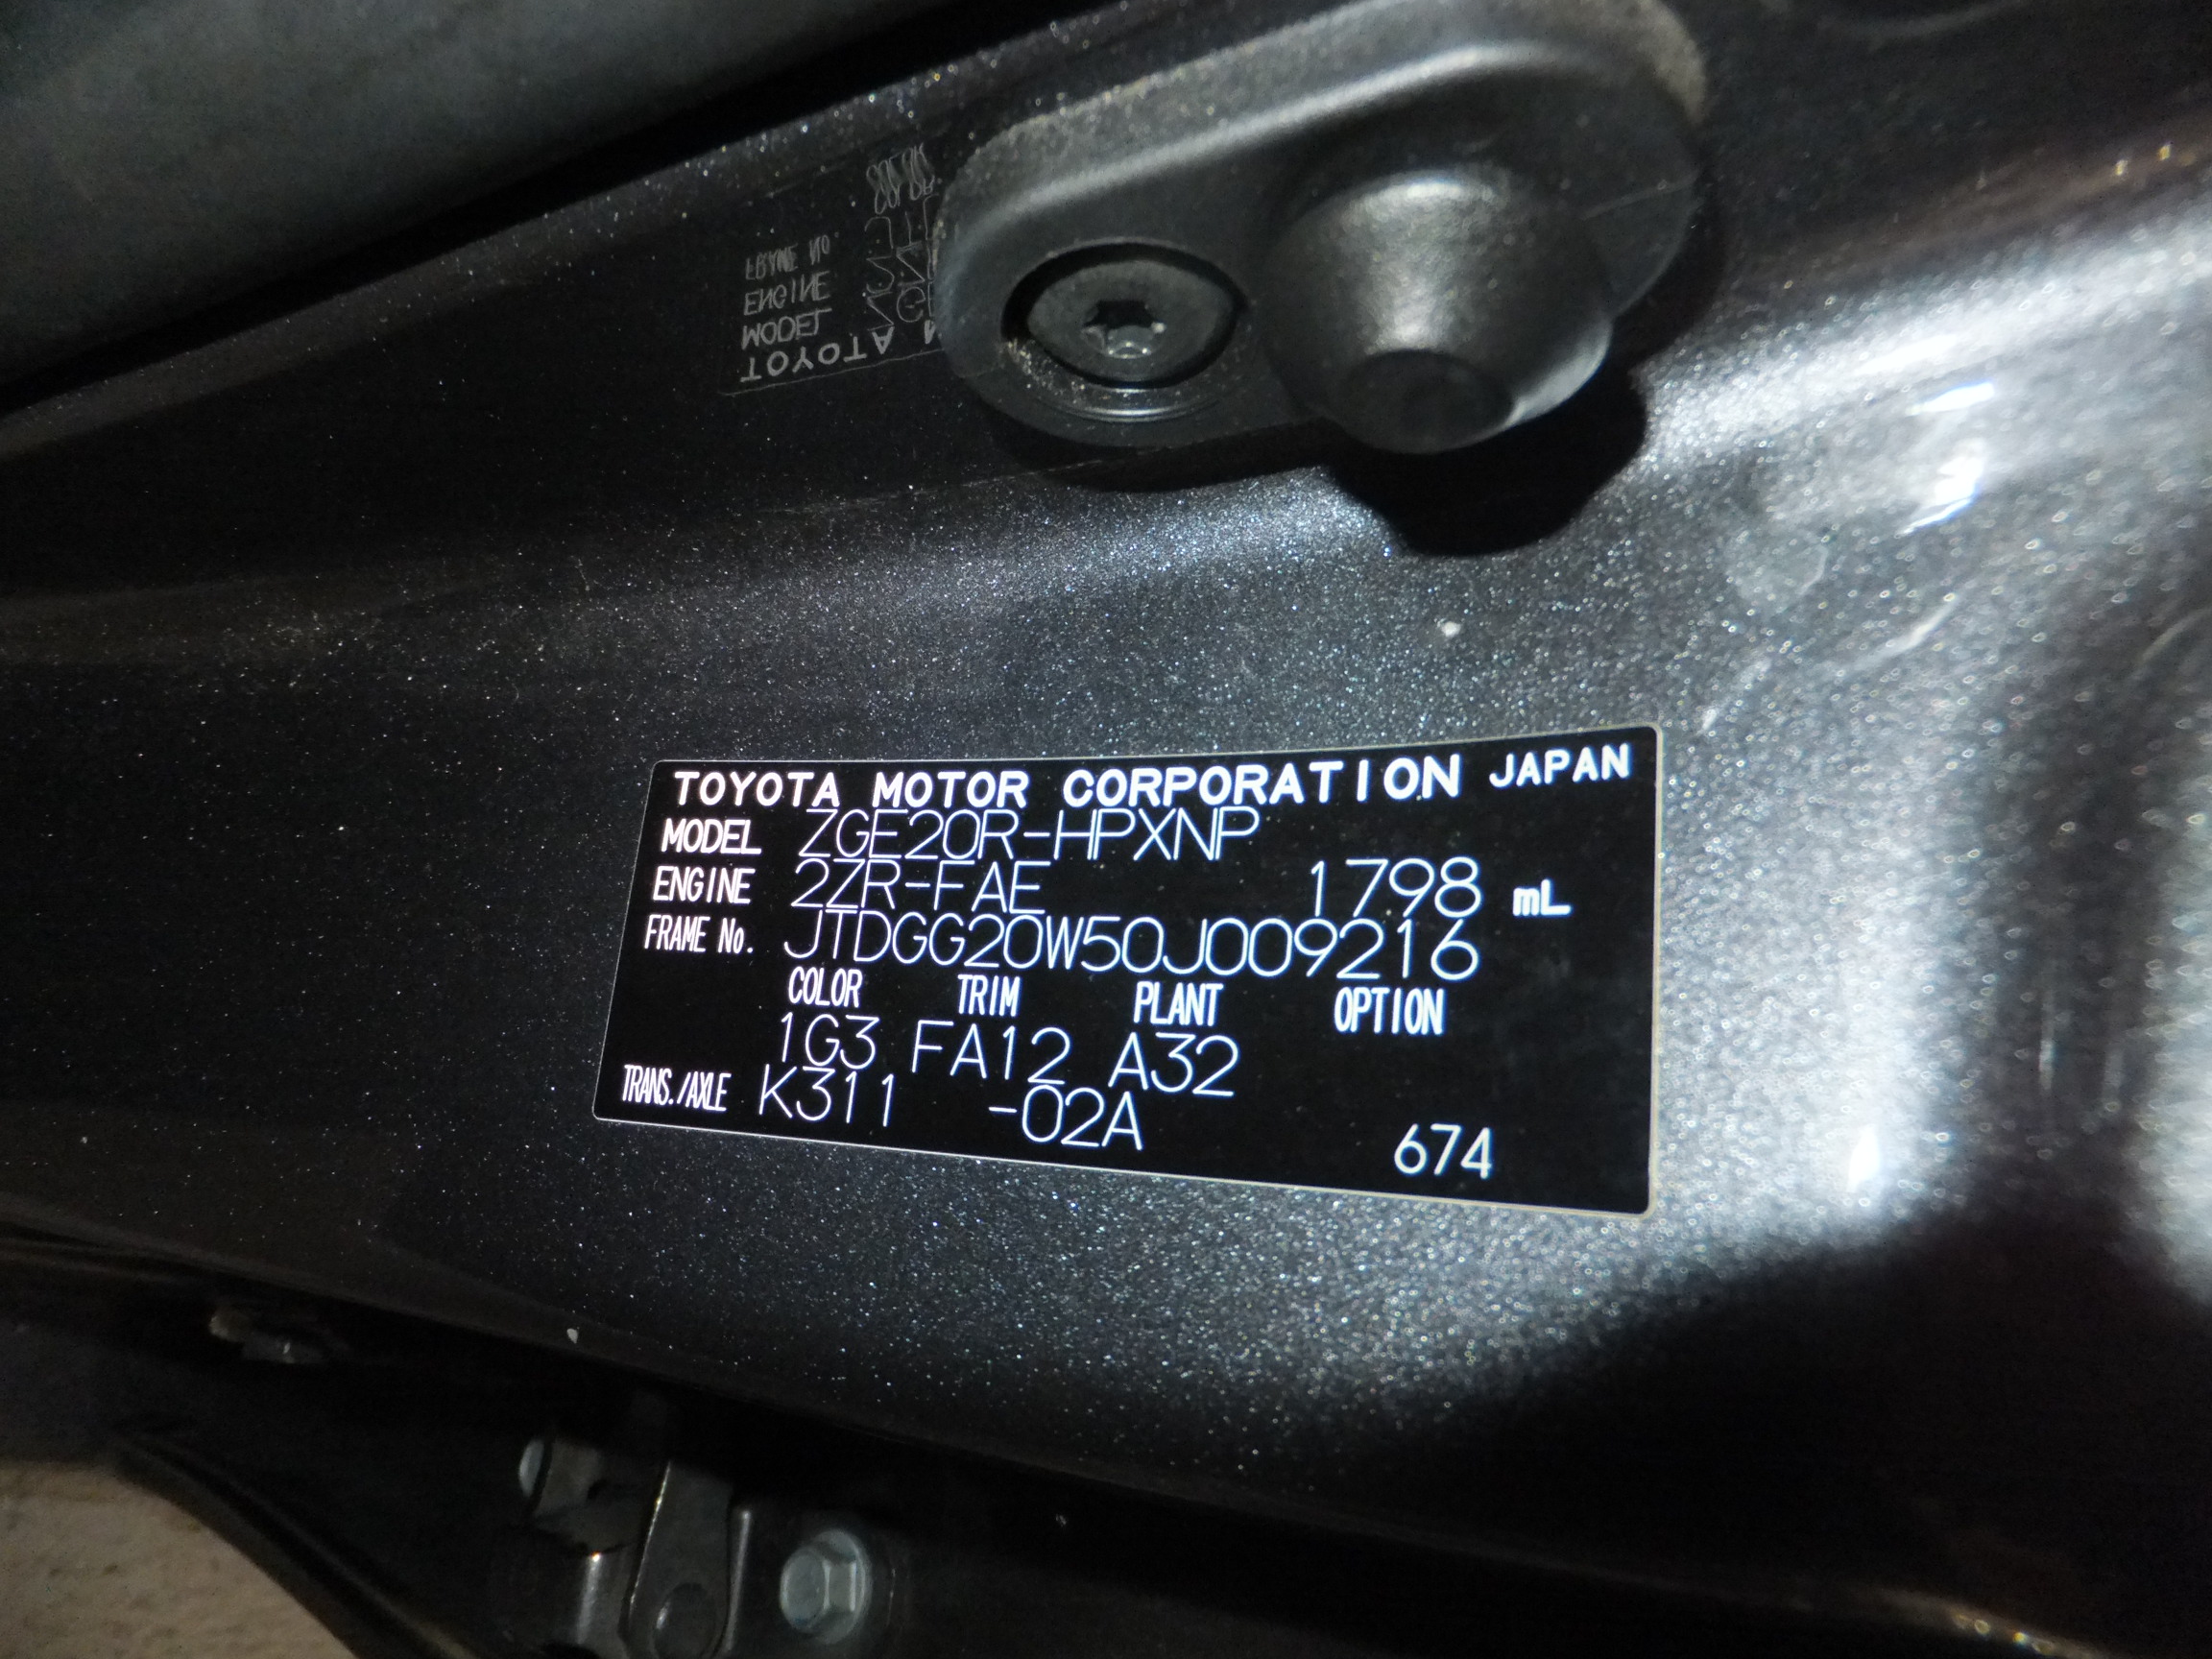 TOYOTA MOTOR CORPORATION JAPAN
MODEL ZGE20R-HPXNP
ENGINE 2ZR-FAE 1798 mL
FRAME No. JTDGG20W50J009216
COLOR TRIM PLANT OPTION
1G3 FA12 A32
TRANS./AXLE K311 -02A
674